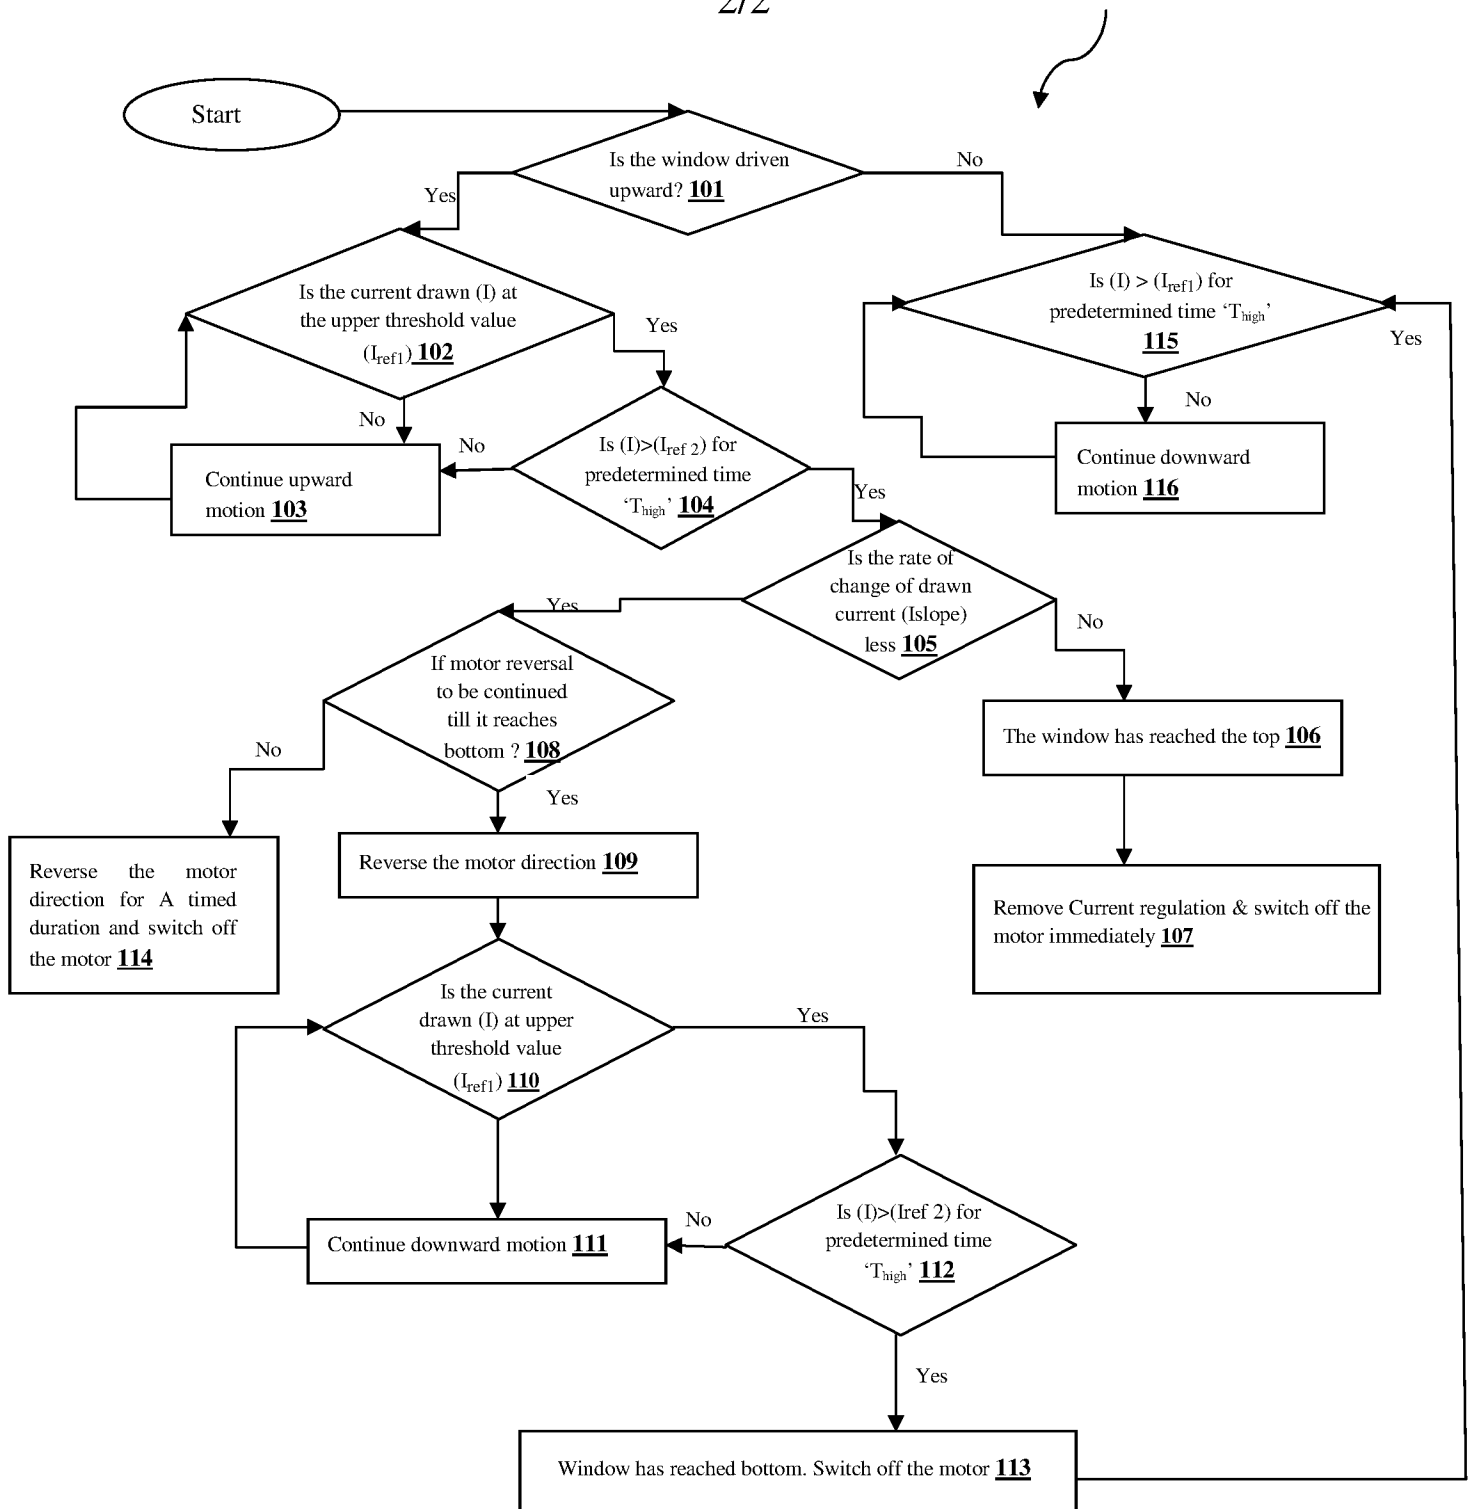 2/2
Start
Is the window driven
upward? 101
No
Yes
Is the current drawn (I) at
the upper threshold value
(Iref1) 102
Yes
No
Is (I) > (Iref1) for
predetermined time ‘Thigh’
115
Yes
No
Continue upward
motion 103
No
Is (I)>(Iref 2) for
predetermined time
‘Thigh’ 104
Yes
Continue downward
motion 116
Is the rate of
change of drawn
current (Islope)
less 105
Yes
No
If motor reversal
to be continued
till it reaches
bottom ? 108
No
Yes
The window has reached the top 106
Reverse the motor
direction for A timed
duration and switch off
the motor 114
Reverse the motor direction 109
Remove Current regulation & switch off the
motor immediately 107
Is the current
drawn (I) at upper
threshold value
(Iref1) 110
Yes
Continue downward motion 111
No
Is (I)>(Iref 2) for
predetermined time
‘Thigh’ 112
Yes
Window has reached bottom. Switch off the motor 113